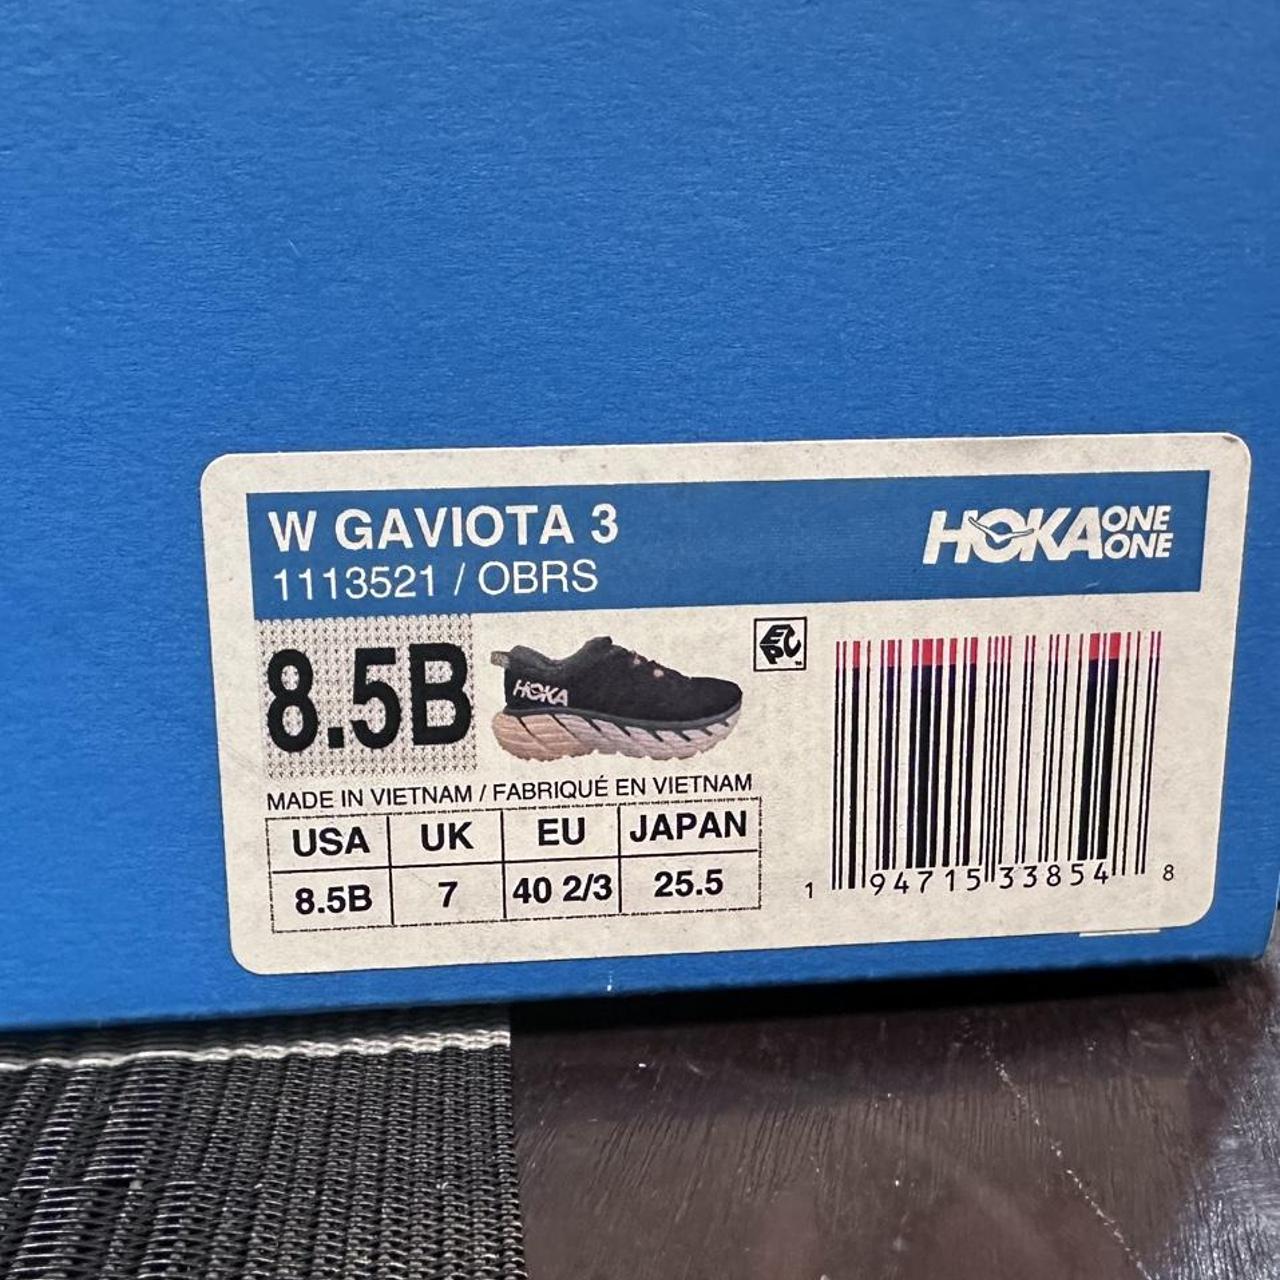 W GAVIOTA 3
1113521 / OBRS
HOKA ONE ONE
8.5B
HOKA
EPC
MADE IN VIETNAM / FABRIQUÉ EN VIETNAM
USA UK EU JAPAN
8.5B 7 40 2/3 25.5
1 94715 33854 8